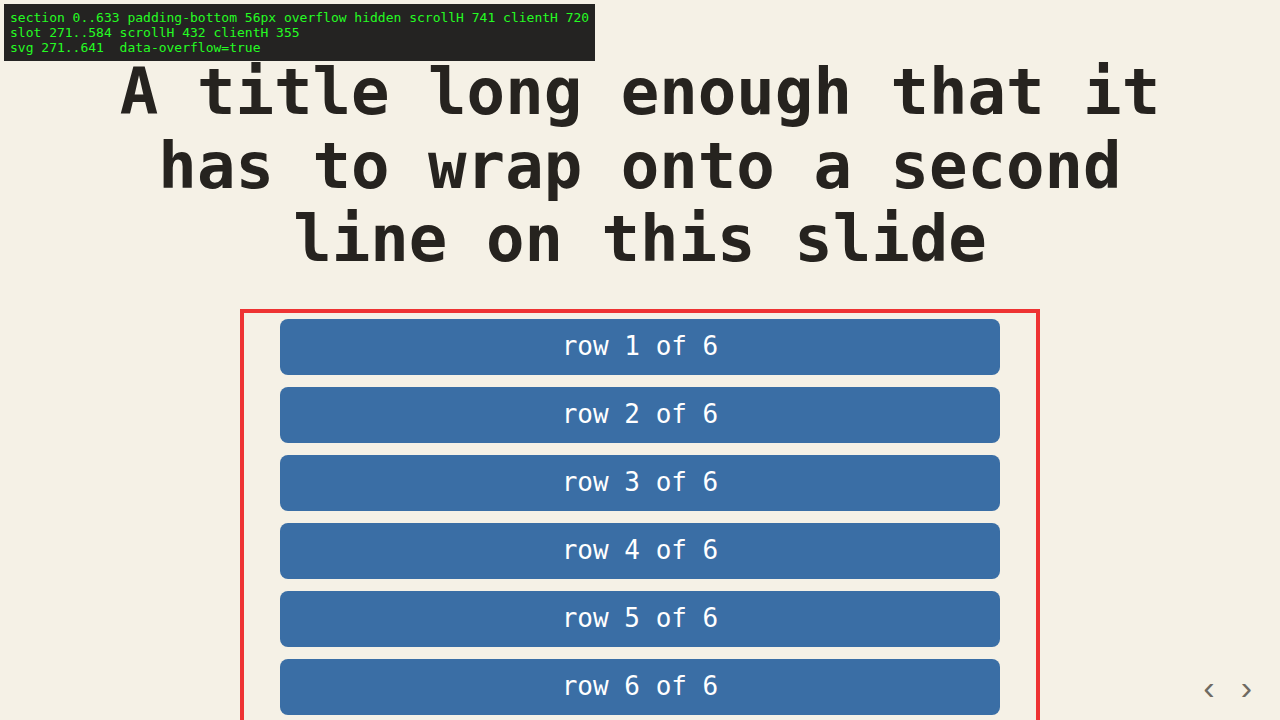 section 0..633 padding-bottom 56px overflow hidden scrollH 741 clientH 720
slot 271..584 scrollH 432 clientH 355
svg 271..641  data-overflow=true
A title long enough that it
has to wrap onto a second
line on this slide
row 1 of 6
row 2 of 6
row 3 of 6
row 4 of 6
row 5 of 6
row 6 of 6
‹ ›